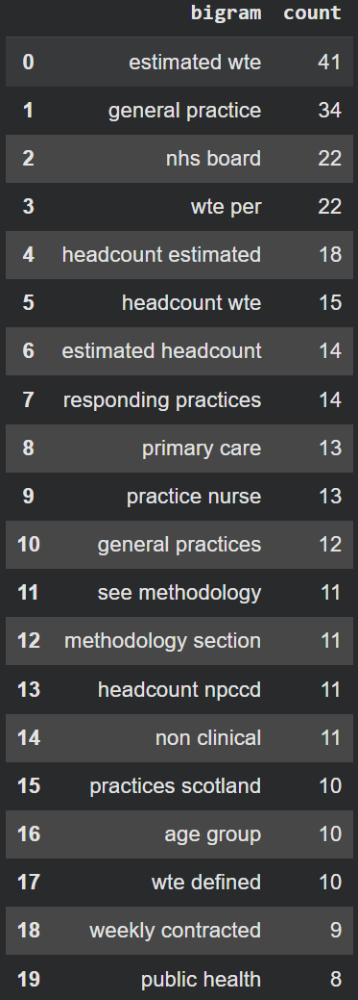 bigram count
0 estimated wte 41
1 general practice 34
2 nhs board 22
3 wte per 22
4 headcount estimated 18
5 headcount wte 15
6 estimated headcount 14
7 responding practices 14
8 primary care 13
9 practice nurse 13
10 general practices 12
11 see methodology 11
12 methodology section 11
13 headcount npccd 11
14 non clinical 11
15 practices scotland 10
16 age group 10
17 wte defined 10
18 weekly contracted 9
19 public health 8